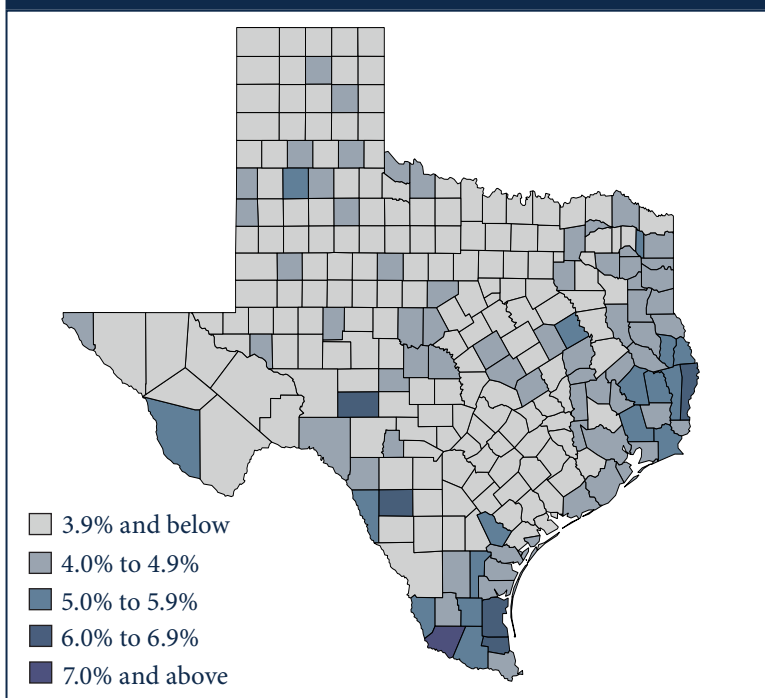 3.9% and below
4.0% to 4.9%
5.0% to 5.9%
6.0% to 6.9%
7.0% and above